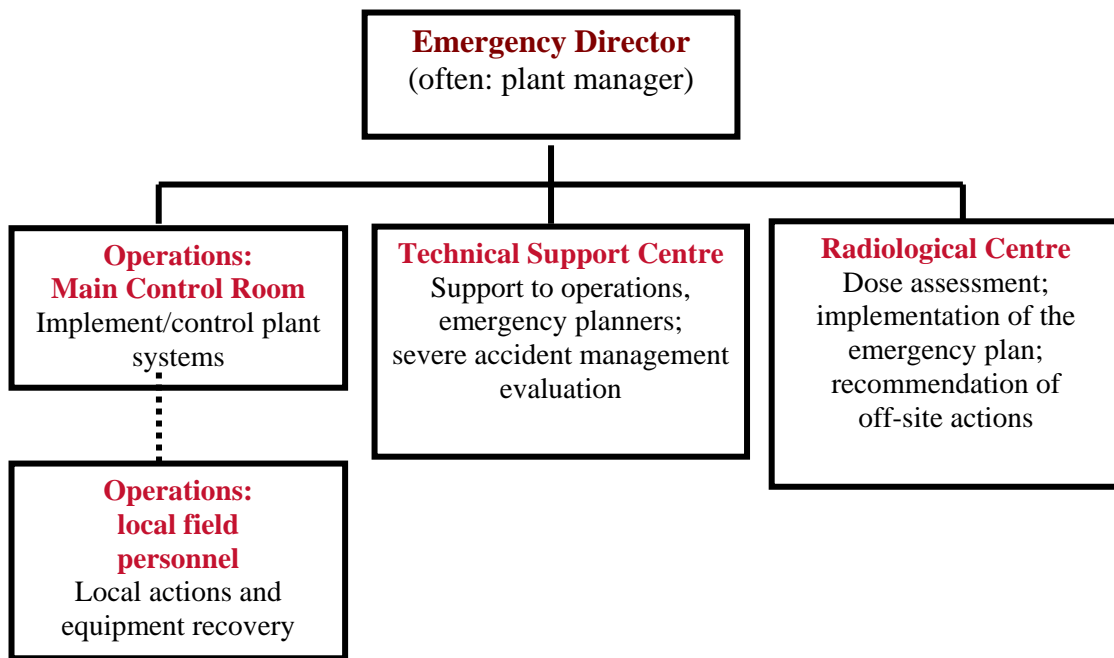 Emergency Director
(often: plant manager)
Operations:
Main Control Room
Implement/control plant
systems
Technical Support Centre
Support to operations,
emergency planners;
severe accident management
evaluation
Radiological Centre
Dose assessment;
implementation of the
emergency plan;
recommendation of
off-site actions
Operations:
local field
personnel
Local actions and
equipment recovery